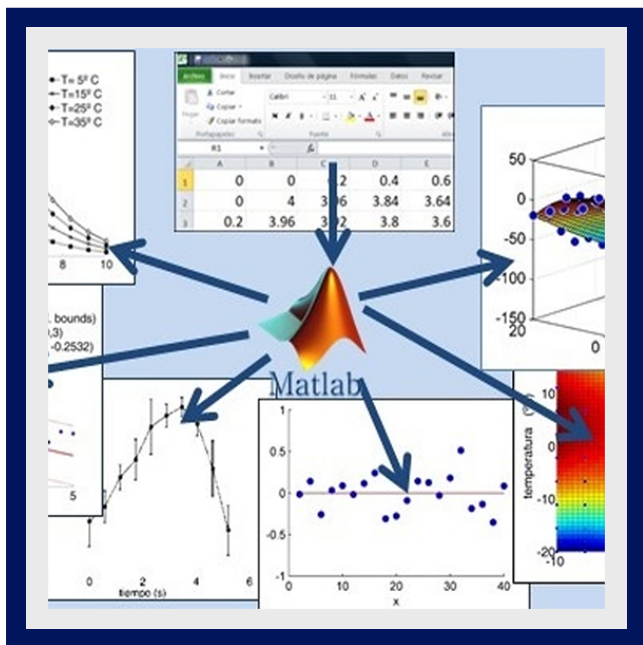 T= 5º C
T=15º C
T=25º C
T=35º C
8 10
Archivo Inicio Insertar Diseño de página Fórmulas Datos Revisar
Cortar
Copiar
Copiar formato
Pegar
Calibri 11
Portapapeles Fuente
R1 fx
A B C D E
1 0 0 0.4 0.6
2 0 4 3.84 3.64
3 0.2 3.96 3.8 3.6
50
0
-50
-100
-150
20
0
bounds)
,3)
-0.2532)
5
Matlab
0 2 4 6
tiempo (s)
1
0.5
0
-0.5
-1
0 10 20 30 40
x
temperatura (º
10
0
-10
-20
-10